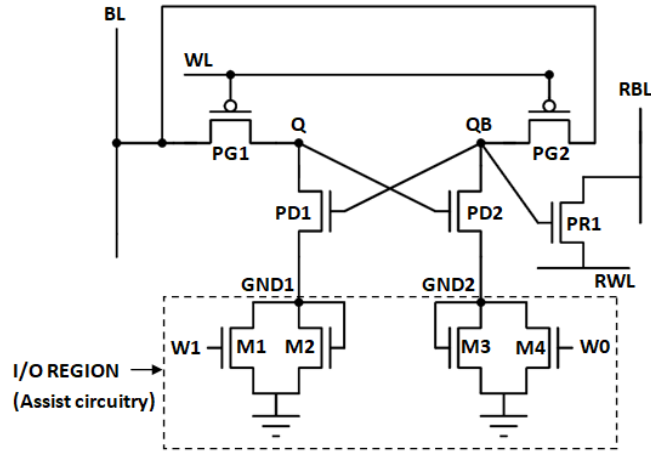 BL
WL
RBL
Q
QB
PG1
PG2
PD1
PD2
PR1
GND1
GND2
RWL
W1
M1
M2
M3
M4
W0
I/O REGION
(Assist circuitry)